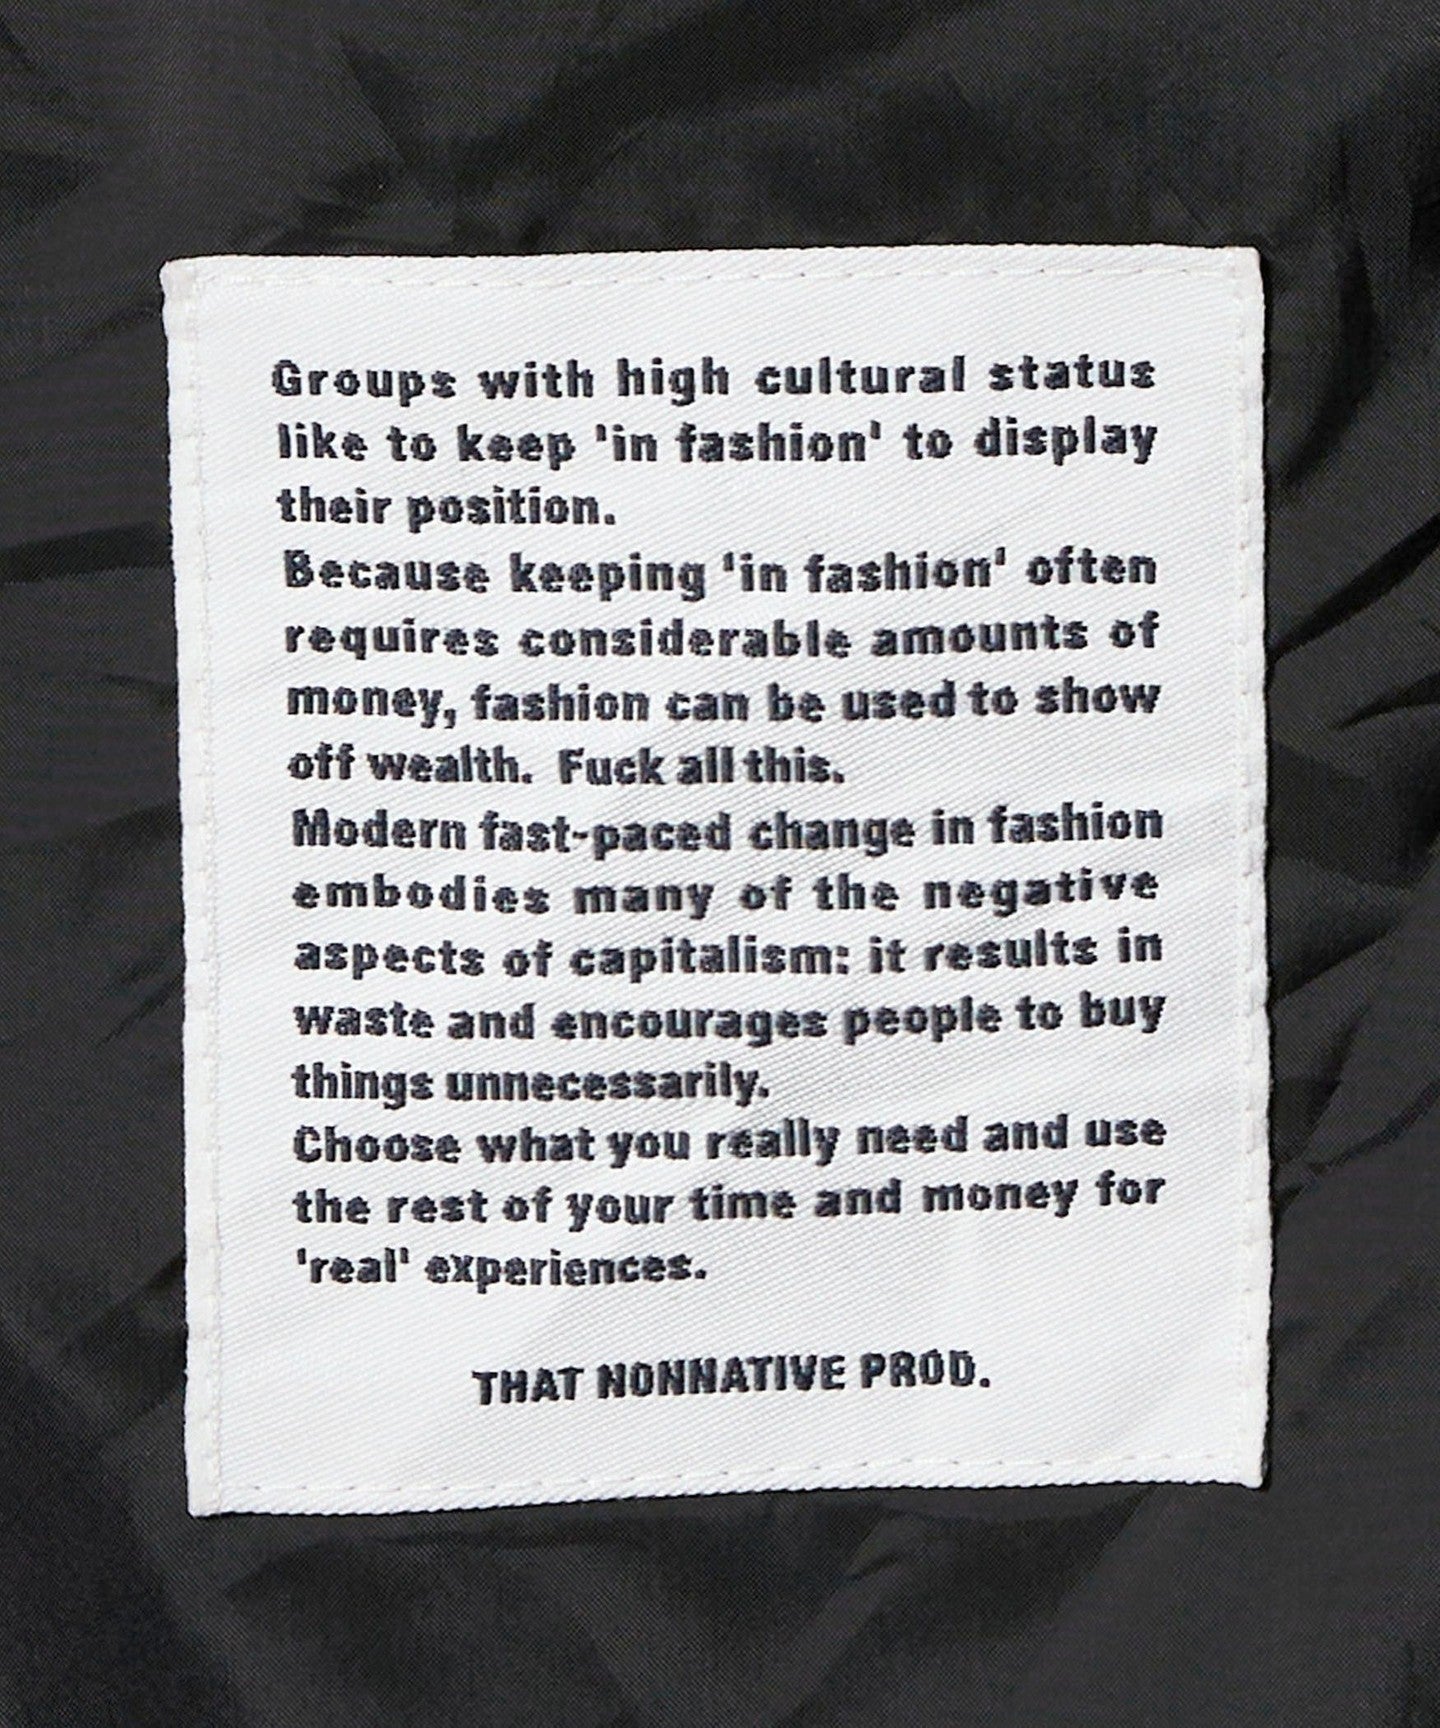 Groups with high cultural status
like to keep 'in fashion' to display
their position.
Because keeping 'in fashion' often
requires considerable amounts of
money, fashion can be used to show
off wealth. Fuck all this.
Modern fast-paced change in fashion
embodies many of the negative
aspects of capitalism: it results in
waste and encourages people to buy
things unnecessarily.
Choose what you really need and use
the rest of your time and money for
'real' experiences.
THAT NONNATIVE PROD.